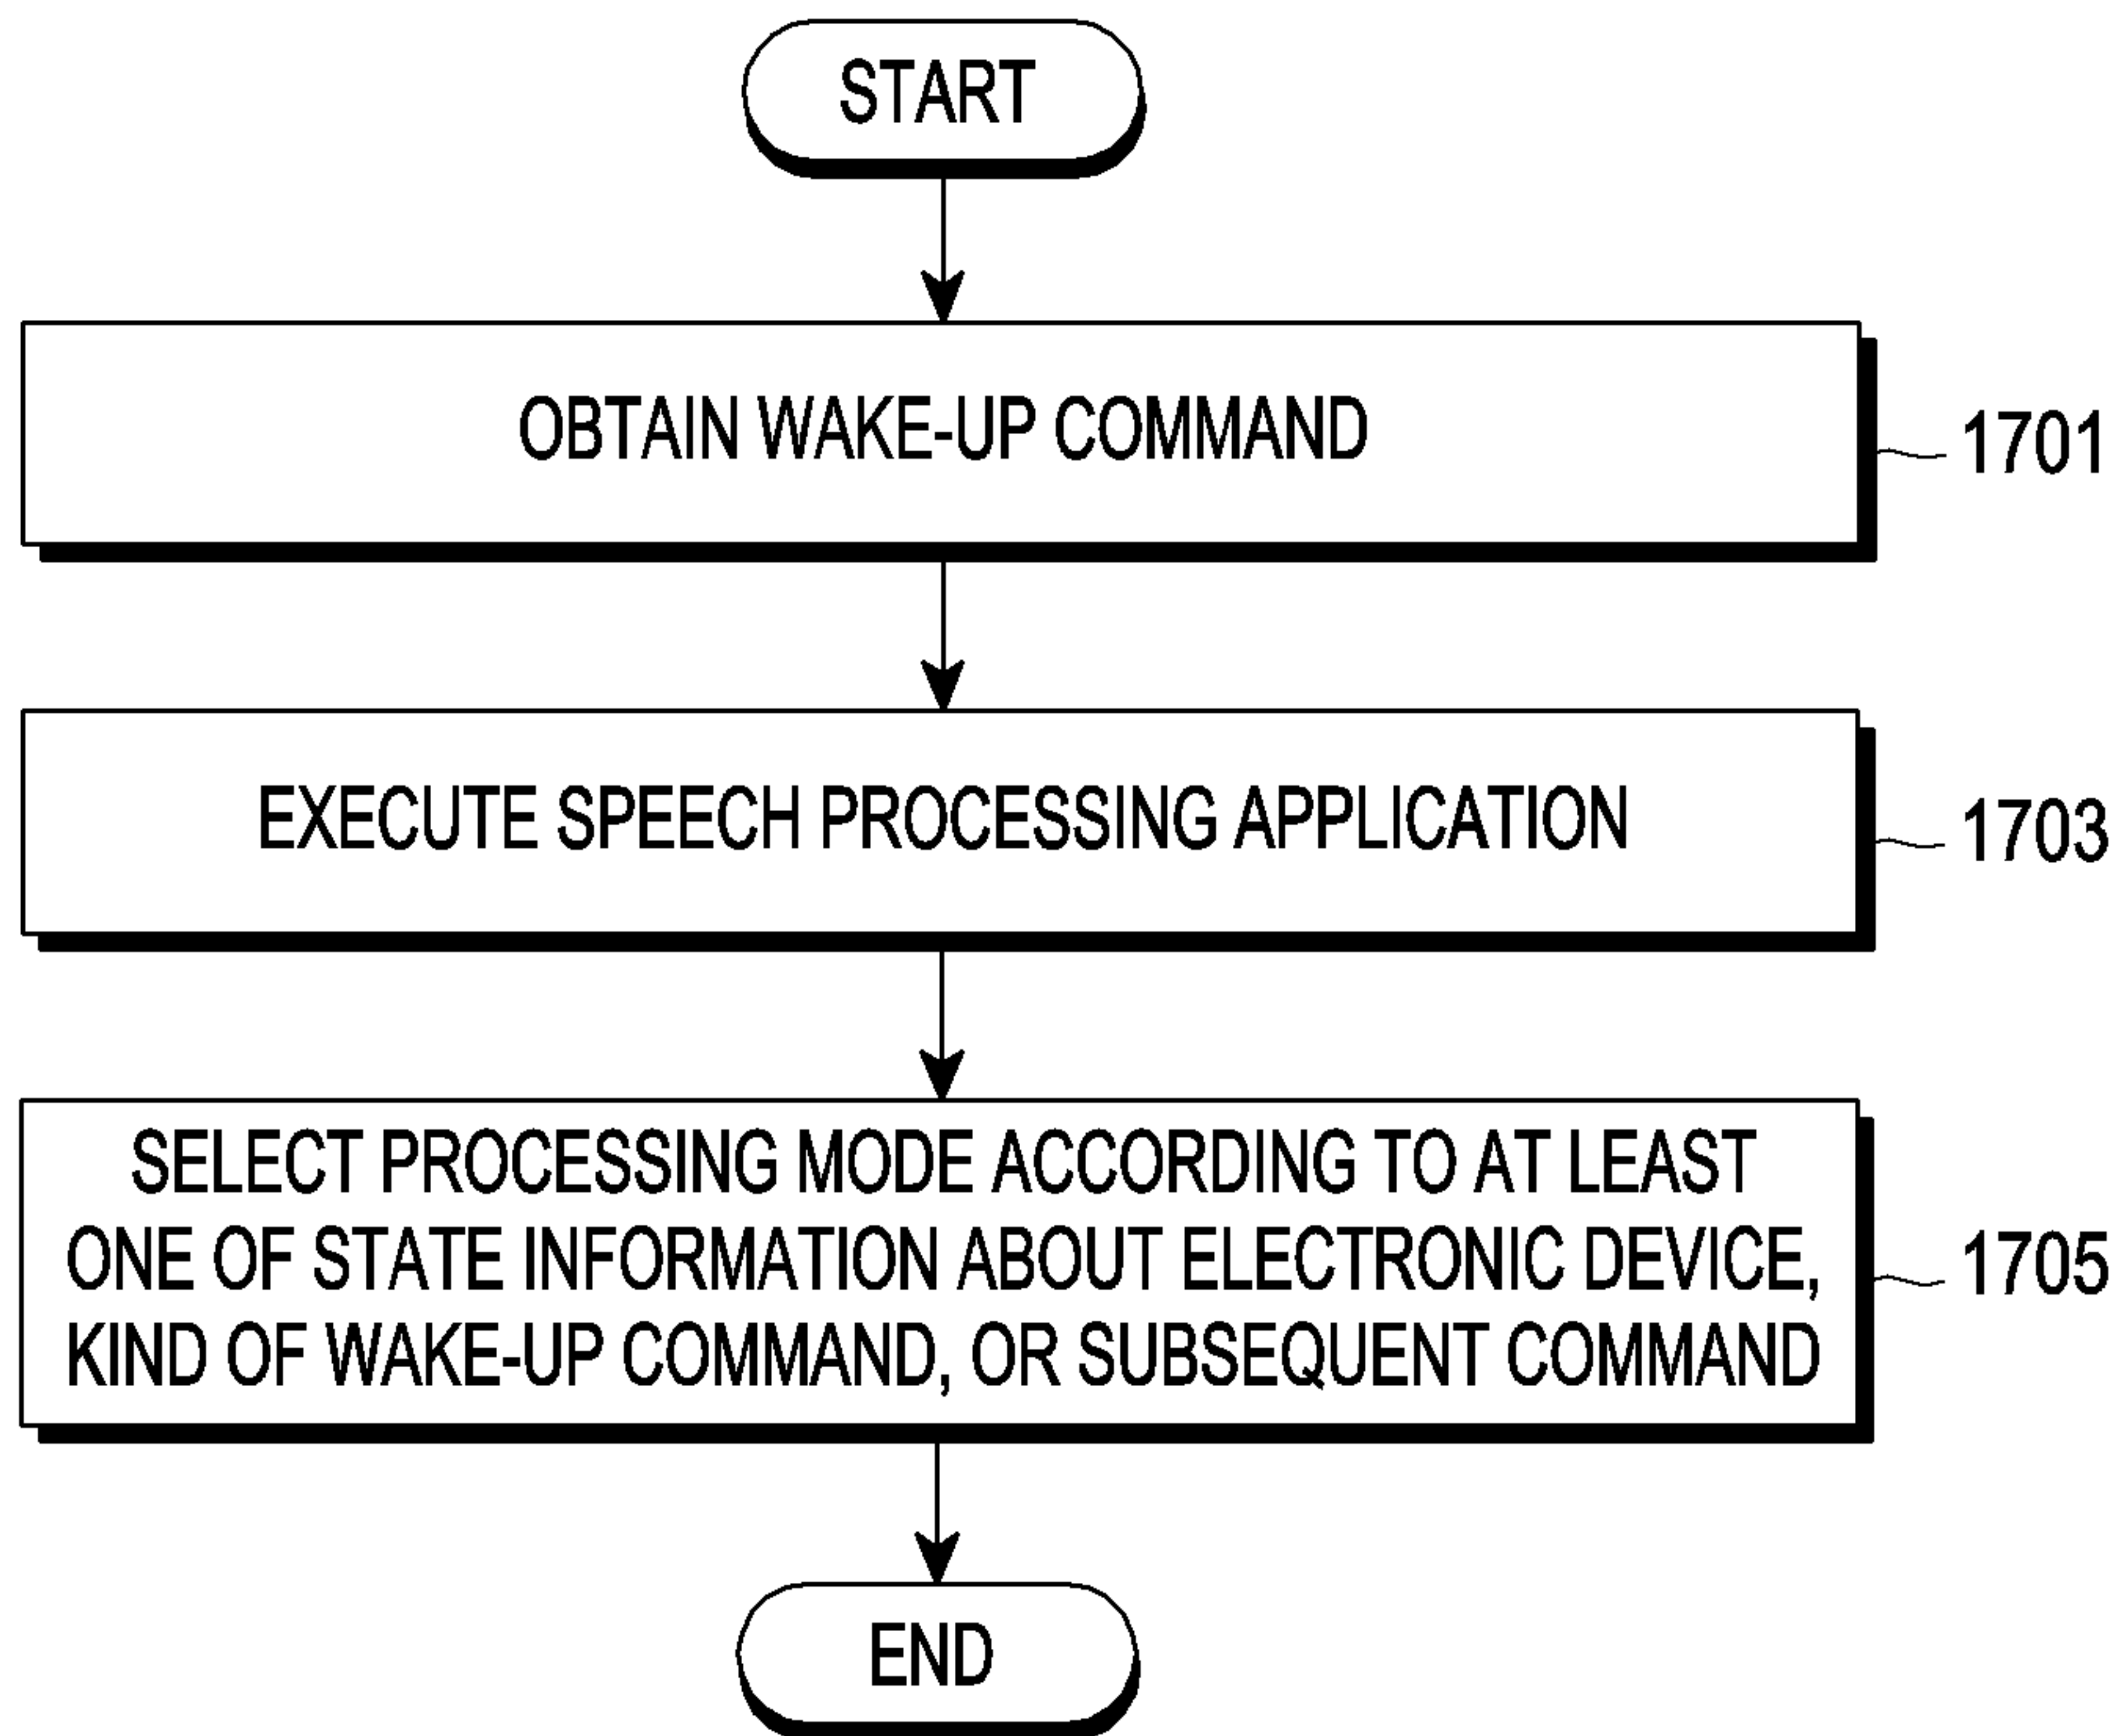 START
OBTAIN WAKE-UP COMMAND
1701
EXECUTE SPEECH PROCESSING APPLICATION
1703
SELECT PROCESSING MODE ACCORDING TO AT LEAST
ONE OF STATE INFORMATION ABOUT ELECTRONIC DEVICE,
KIND OF WAKE-UP COMMAND, OR SUBSEQUENT COMMAND
1705
END